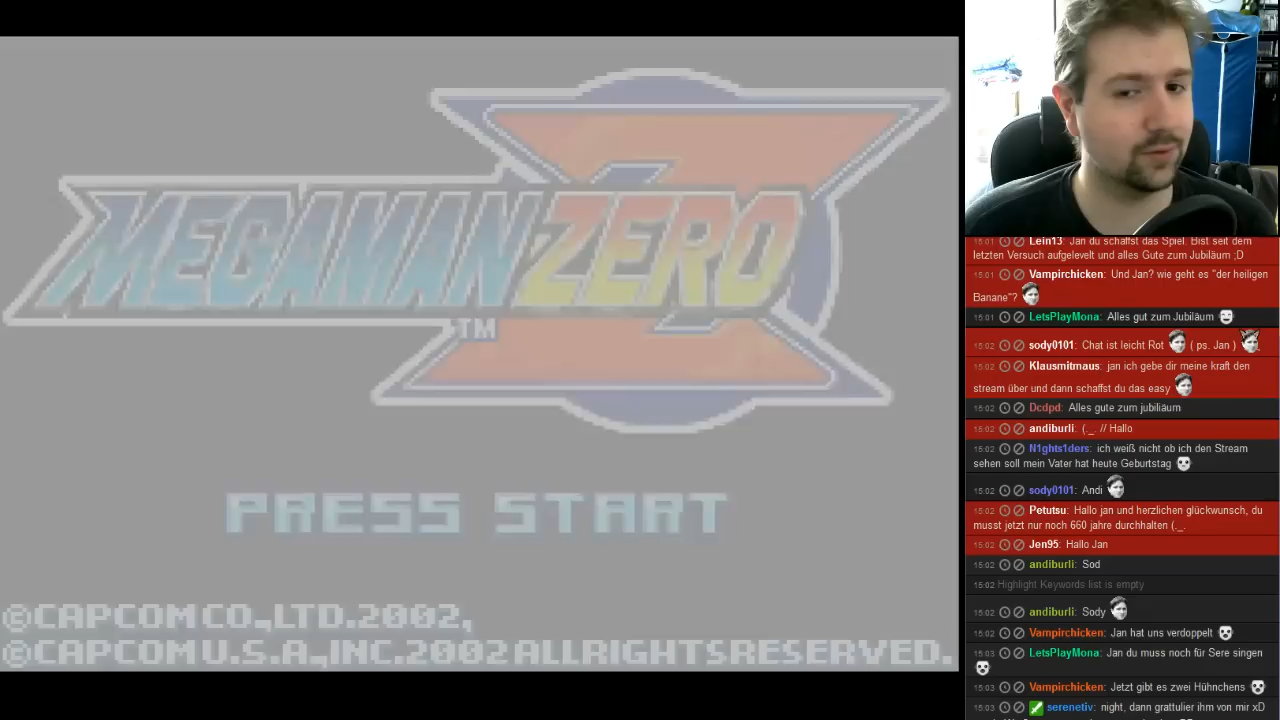 MEGAMAN ZERO
TM
PRESS START
©CAPCOM CO.,LTD.2002,
©CAPCOM U.S.A., 2002 ALL RIGHTS RESERVED.
15:01 Lein13: Jan du schaffst das Spiel. Bist seit dem
letzten Versuch aufgelevelt und alles Gute zum Jubiläum ;D
15:01 Vampirchicken: Und Jan? wie geht es "der heiligen
Banane"?
15:01 LetsPlayMona: Alles gut zum Jubiläum
15:02 sody0101: Chat ist leicht Rot ( ps. Jan )
15:02 Klausmitmaus: jan ich gebe dir meine kraft den
stream über und dann schaffst du das easy
15:02 Dcdpd: Alles gute zum jubiliäum
15:02 andiburli: (._. // Hallo
15:02 N1ghts1ders: ich weiß nicht ob ich den Stream
sehen soll mein Vater hat heute Geburtstag
15:02 sody0101: Andi
15:02 Petutsu: Hallo jan und herzlichen glückwunsch, du
musst jetzt nur noch 660 jahre durchhalten (._.
15:02 Jen95: Hallo Jan
15:02 andiburli: Sod
15:02 Highlight Keywords list is empty
15:02 andiburli: Sody
15:02 Vampirchicken: Jan hat uns verdoppelt
15:03 LetsPlayMona: Jan du muss noch für Sere singen
15:03 Vampirchicken: Jetzt gibt es zwei Hühnchens
15:03 serenetiv: night, dann gratulier ihm von mir xD